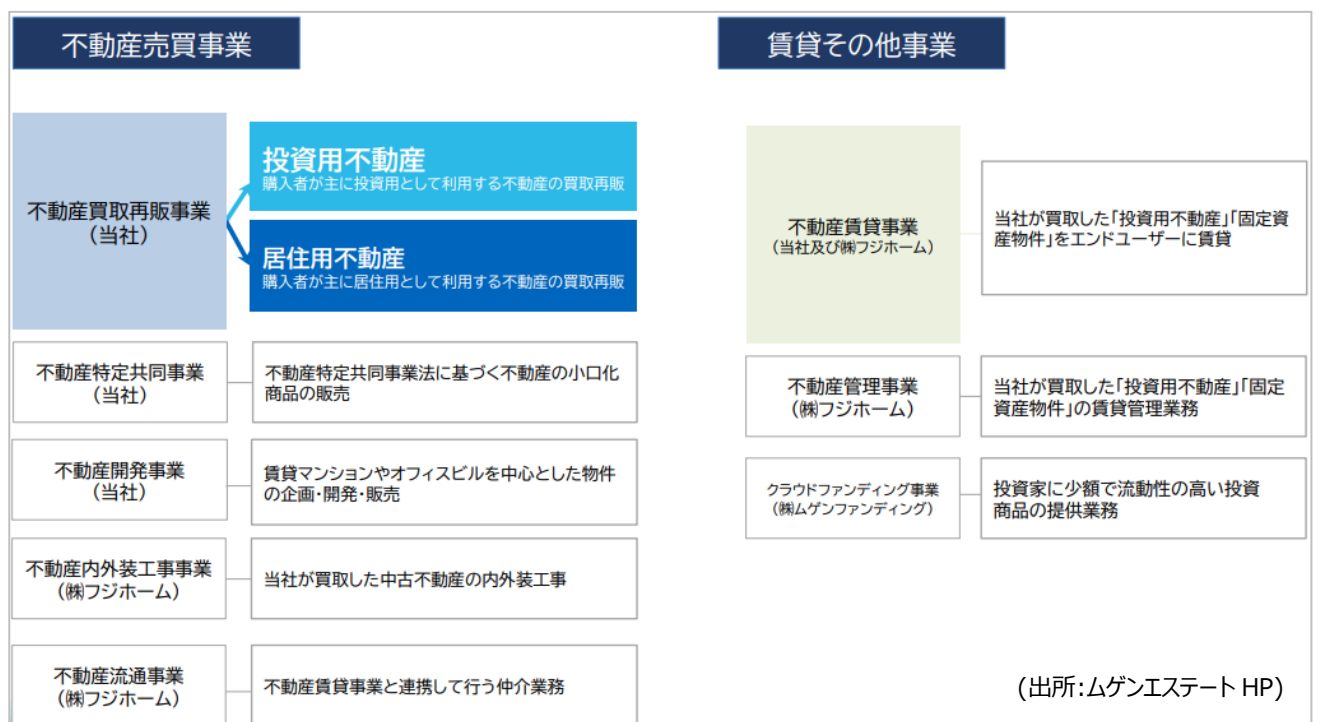 不動産売買事業
不動産買取再販事業
(当社)
投資用不動産
購入者が主に投資用として利用する不動産の買取再販
居住用不動産
購入者が主に居住用として利用する不動産の買取再販
不動産特定共同事業
(当社)
不動産特定共同事業法に基づく不動産の小口化
商品の販売
不動産開発事業
(当社)
賃貸マンションやオフィスビルを中心とした物件
の企画・開発・販売
不動産内外装工事事業
(㈱フジホーム)
当社が買取した中古不動産の内外装工事
不動産流通事業
(㈱フジホーム)
不動産賃貸事業と連携して行う仲介業務
賃貸その他事業
不動産賃貸事業
(当社及び㈱フジホーム)
当社が買取した「投資用不動産」「固定資
産物件」をエンドユーザーに賃貸
不動産管理事業
(㈱フジホーム)
当社が買取した「投資用不動産」「固定
資産物件」の賃貸管理業務
クラウドファンディング事業
(㈱ムゲンファンディング)
投資家に少額で流動性の高い投資
商品の提供業務
(出所:ムゲンエステート HP)